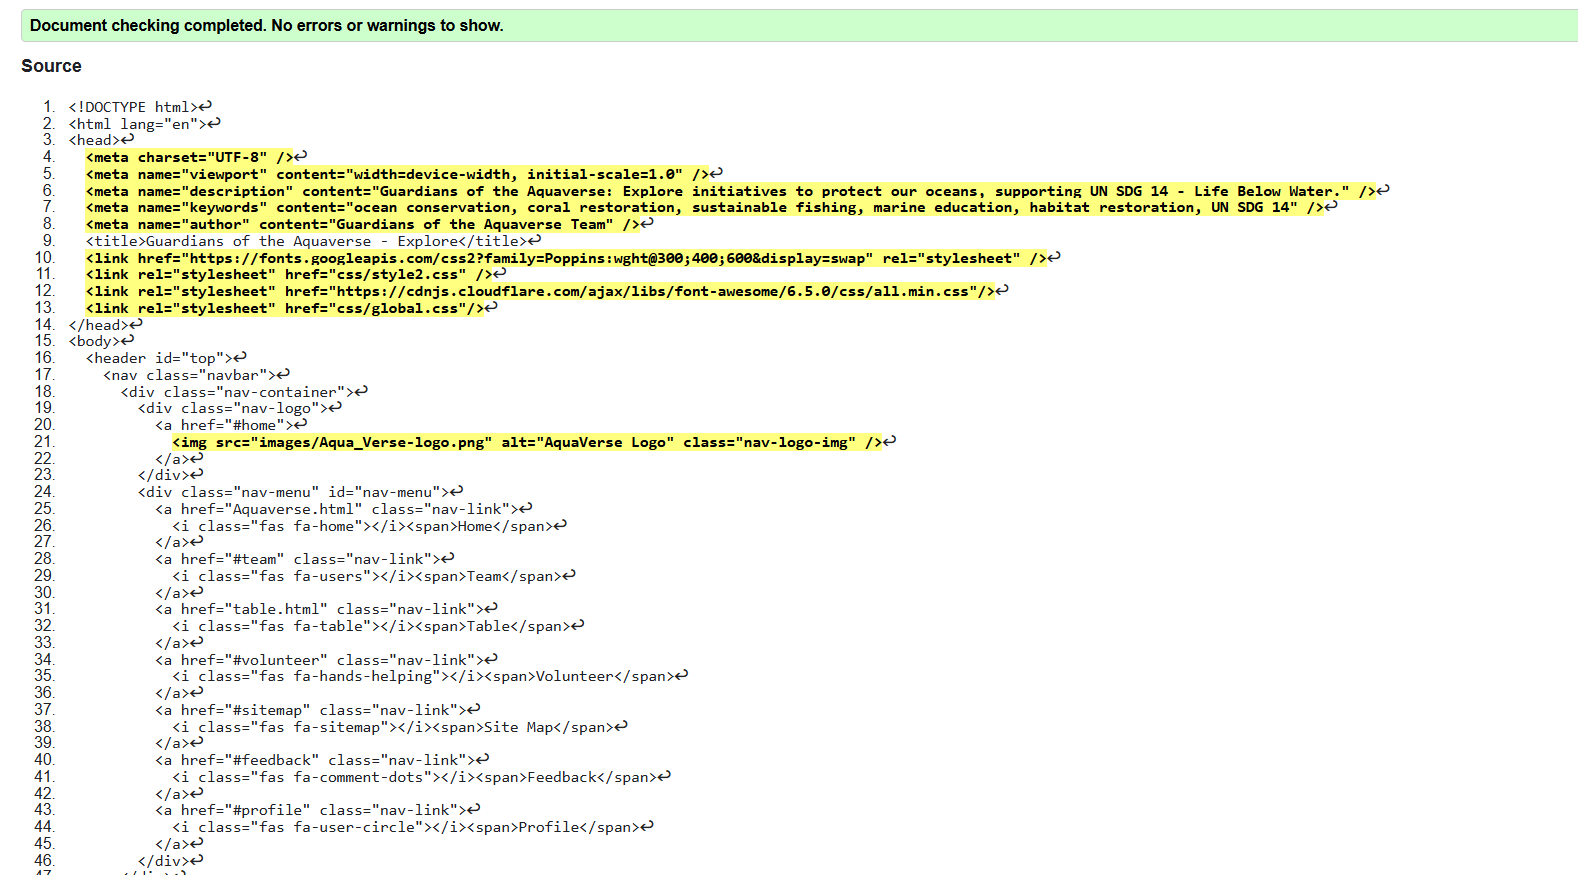 Document checking completed. No errors or warnings to show.
Source
1. <!DOCTYPE html>↩
2. <html lang="en">↩
3. <head>↩
4. <meta charset="UTF-8" />↩
5. <meta name="viewport" content="width=device-width, initial-scale=1.0" />↩
6. <meta name="description" content="Guardians of the Aquaverse: Explore initiatives to protect our oceans, supporting UN SDG 14 - Life Below Water." />↩
7. <meta name="keywords" content="ocean conservation, coral restoration, sustainable fishing, marine education, habitat restoration, UN SDG 14" />↩
8. <meta name="author" content="Guardians of the Aquaverse Team" />↩
9. <title>Guardians of the Aquaverse - Explore</title>↩
10. <link href="https://fonts.googleapis.com/css2?family=Poppins:wght@300;400;600&display=swap" rel="stylesheet" />↩
11. <link rel="stylesheet" href="css/style2.css" />↩
12. <link rel="stylesheet" href="https://cdnjs.cloudflare.com/ajax/libs/font-awesome/6.5.0/css/all.min.css"/>↩
13. <link rel="stylesheet" href="css/global.css"/>↩
14. </head>↩
15. <body>↩
16. <header id="top">↩
17. <nav class="navbar">↩
18. <div class="nav-container">↩
19. <div class="nav-logo">↩
20. <a href="#home">↩
21. <img src="images/Aqua_Verse-logo.png" alt="AquaVerse Logo" class="nav-logo-img" />↩
22. </a>↩
23. </div>↩
24. <div class="nav-menu" id="nav-menu">↩
25. <a href="Aquaverse.html" class="nav-link">↩
26. <i class="fas fa-home"></i><span>Home</span>↩
27. </a>↩
28. <a href="#team" class="nav-link">↩
29. <i class="fas fa-users"></i><span>Team</span>↩
30. </a>↩
31. <a href="table.html" class="nav-link">↩
32. <i class="fas fa-table"></i><span>Table</span>↩
33. </a>↩
34. <a href="#volunteer" class="nav-link">↩
35. <i class="fas fa-hands-helping"></i><span>Volunteer</span>↩
36. </a>↩
37. <a href="#sitemap" class="nav-link">↩
38. <i class="fas fa-sitemap"></i><span>Site Map</span>↩
39. </a>↩
40. <a href="#feedback" class="nav-link">↩
41. <i class="fas fa-comment-dots"></i><span>Feedback</span>↩
42. </a>↩
43. <a href="#profile" class="nav-link">↩
44. <i class="fas fa-user-circle"></i><span>Profile</span>↩
45. </a>↩
46. </div>↩
47. </div>↩